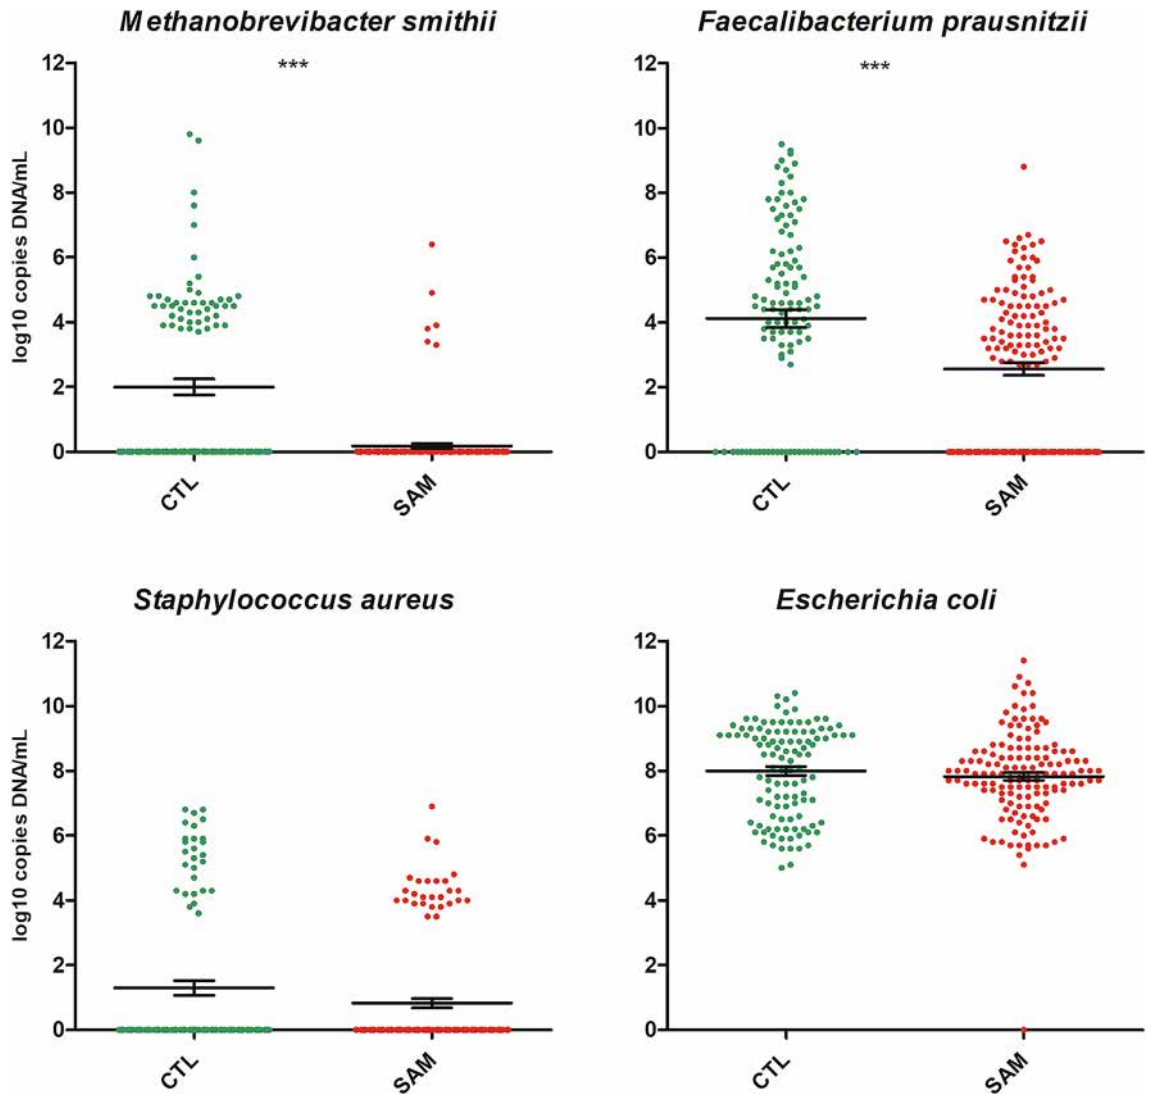 Methanobrevibacter smithii
Faecalibacterium prausnitzii
12
***
10
8
6
4
2
0
log10 copies DNA/mL
CTL
SAM
12
***
10
8
6
4
2
0
CTL
SAM
Staphylococcus aureus
Escherichia coli
12
10
8
6
4
2
0
log10 copies DNA/mL
CTL
SAM
12
10
8
6
4
2
0
CTL
SAM